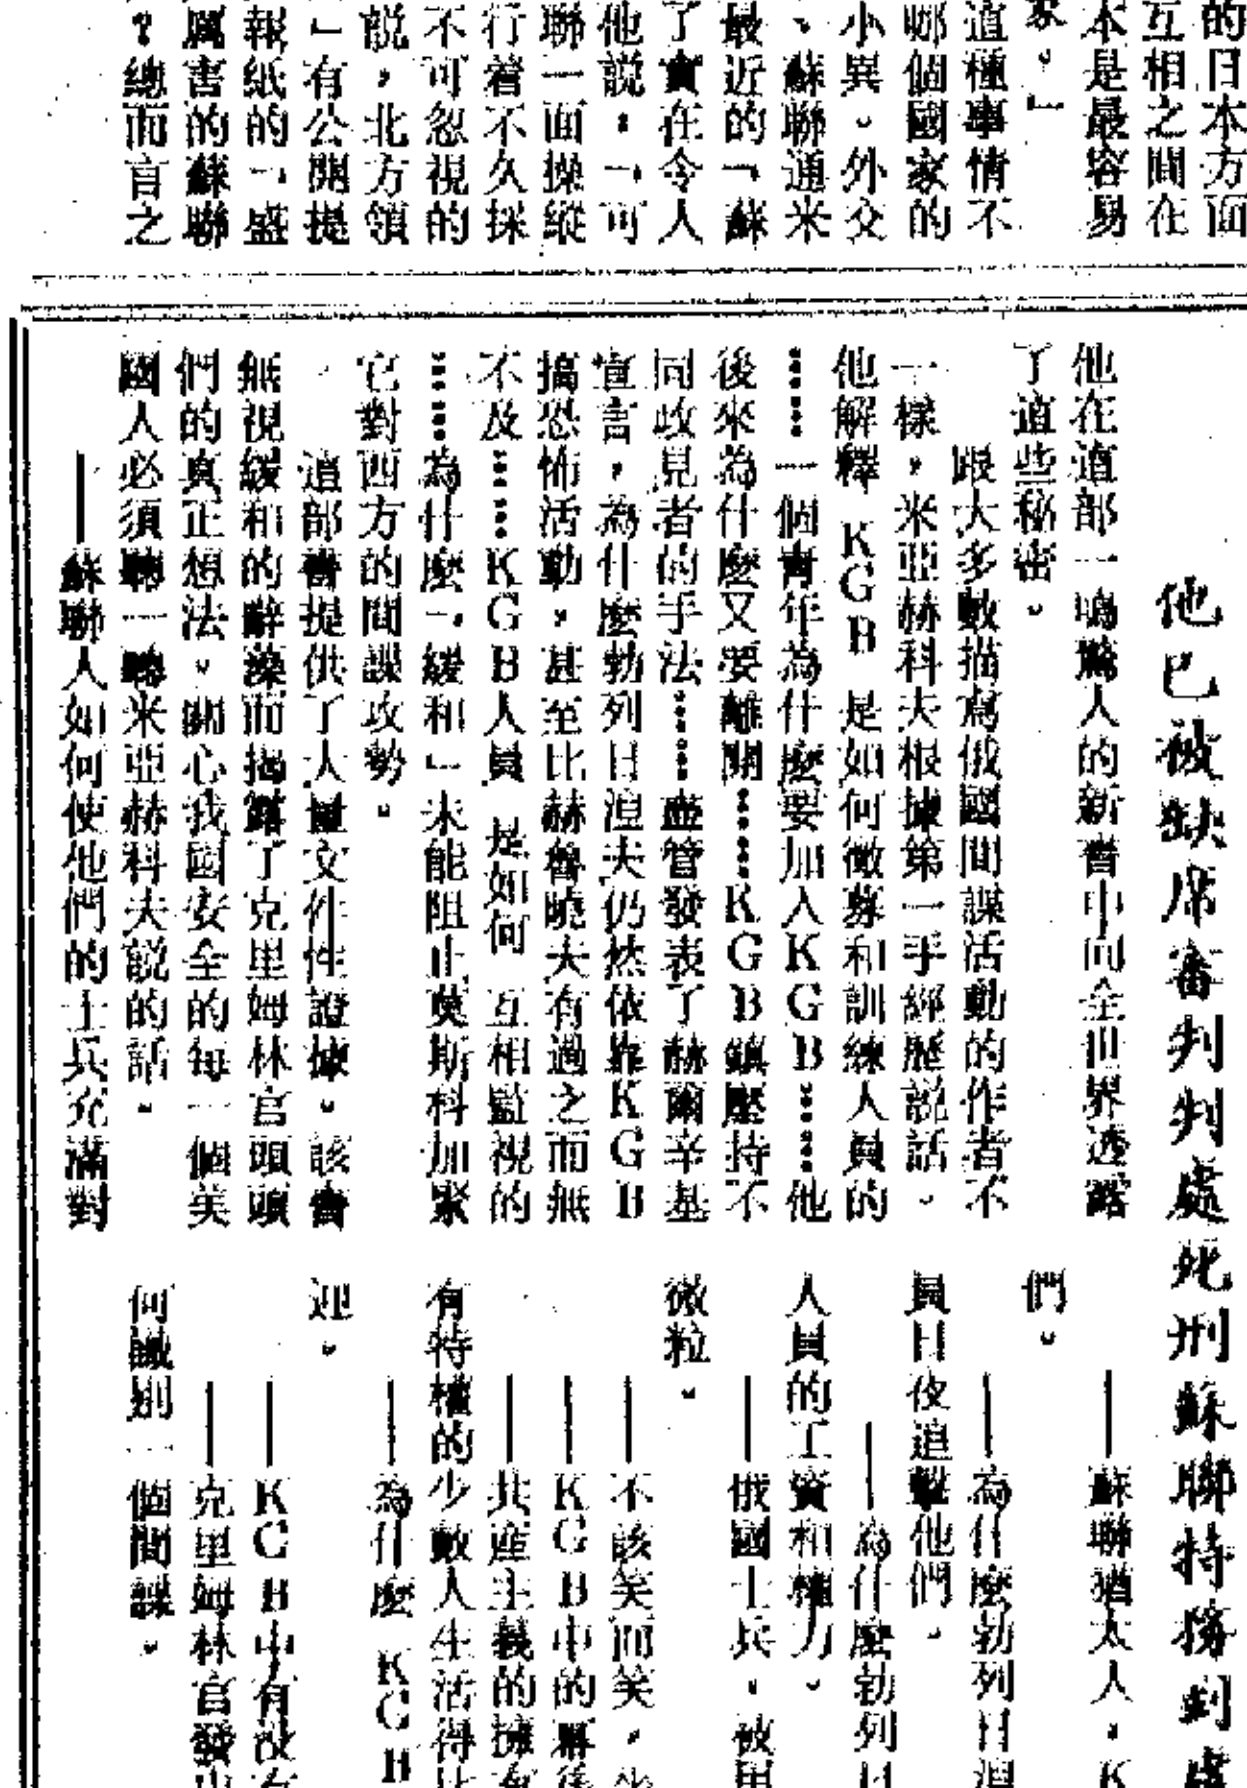 的日本方面
互相之間在
本是最容易
家。」
這種事情不
哪個國家的
小異。外交
、蘇聯通米
最近的「蘇
了實在令人
他説：「可
聯一面操縱
行着不久採
不可忽視的
説，北方領
」有公開提
報紙的「盛
厲害的蘇聯
？總而言之
他已被缺席審判判處死刑蘇聯特務到處
他在這部一鳴驚人的新書中向全世界透露
了這些秘密。
跟大多數描寫俄國間諜活動的作者不
一樣，米亞赫科夫根據第一手經歷説話。
他解釋 KGB 是如何徵募和訓練人員的
……一個青年為什麼要加入KGB……他
後來為什麼又要離開……KGB鎮壓持不
同政見者的手法……儘管發表了赫爾辛基
宣言，為什麼勃列日涅夫仍然依靠KGB
搞恐怖活動，甚至比赫魯曉夫有過之而無
不及……KGB人員 是如何 互相監視的
……為什麼「緩和」未能阻止莫斯科加緊
它對西方的間諜攻勢。
這部書提供了大量文件性證據。該書
無視緩和的辭藻而揭露了克里姆林宮頭頭
們的真正想法。關心我國安全的每一個美
國人必須聽一聽米亞赫科夫説的話。
——蘇聯人如何使他們的士兵充滿對
——蘇聯猶太人，K
們。
——為什麼勃列日涅
員日夜追擊他們。
——為什麼勃列日
人員的工資和權力。
——俄國士兵，被用
微粒。
——不該笑而笑，坐
——KGB中的幕後
——共產主義的擁有
有特權的少數人生活得比
——為什麼 KGB
迎。
——KGB中有沒有
——克里姆林宮發出
何識別一個間諜。